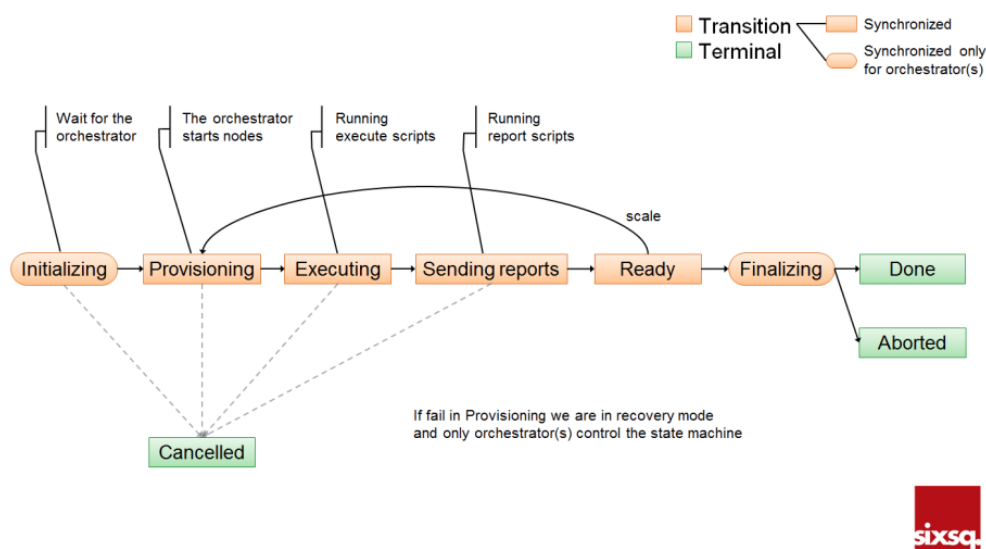 Transition
Terminal
Synchronized
Synchronized only
for orchestrator(s)
Wait for the
orchestrator
The orchestrator
starts nodes
Running
execute scripts
Running
report scripts
scale
Initializing
Provisioning
Executing
Sending reports
Ready
Finalizing
Done
Aborted
If fail in Provisioning we are in recovery mode
and only orchestrator(s) control the state machine
Cancelled
sixsq.